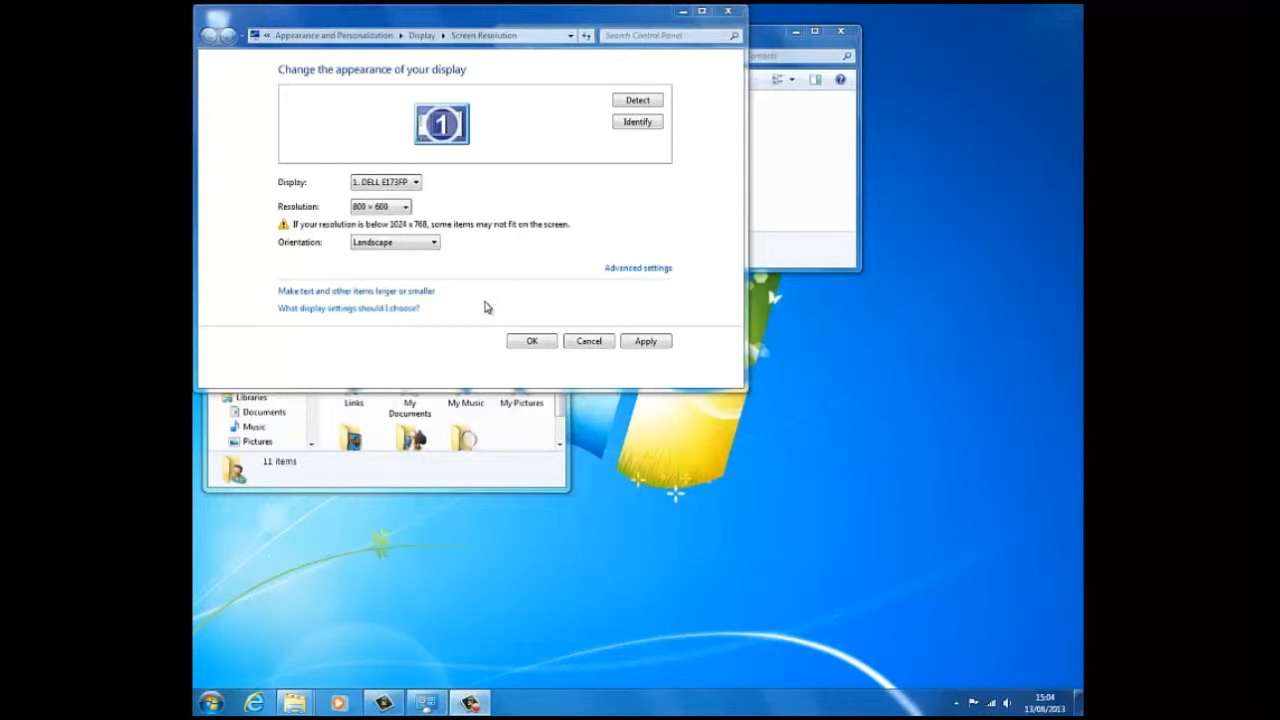 « Appearance and Personalization ▸ Display ▸ Screen Resolution
Search Control Panel
Change the appearance of your display
1
Detect
Identify
Display:
1. DELL E173FP
Resolution:
800 × 600
If your resolution is below 1024 x 768, some items may not fit on the screen.
Orientation:
Landscape
Advanced settings
Make text and other items larger or smaller
What display settings should I choose?
OK
Cancel
Apply
Libraries
Documents
Music
Pictures
Links
My Documents
My Music
My Pictures
11 items
15:04
13/08/2013